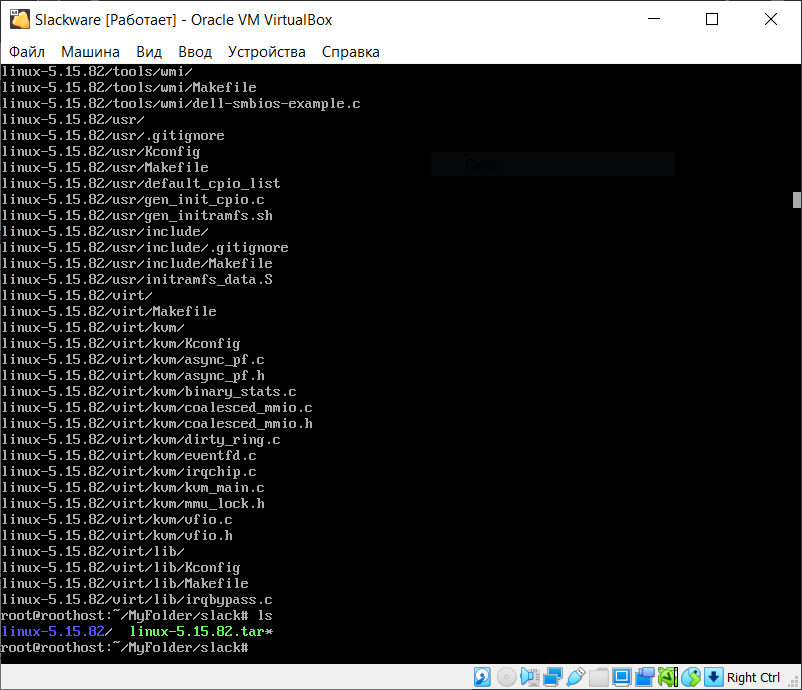 Slackware [Работает] - Oracle VM VirtualBox
Файл Машина Вид Ввод Устройства Справка
linux-5.15.82/tools/wmi/
linux-5.15.82/tools/wmi/Makefile
linux-5.15.82/tools/wmi/dell-smbios-example.c
linux-5.15.82/usr/
linux-5.15.82/usr/.gitignore
linux-5.15.82/usr/Kconfig
linux-5.15.82/usr/Makefile
linux-5.15.82/usr/default_cpio_list
linux-5.15.82/usr/gen_init_cpio.c
linux-5.15.82/usr/gen_initramfs.sh
linux-5.15.82/usr/include/
linux-5.15.82/usr/include/.gitignore
linux-5.15.82/usr/include/Makefile
linux-5.15.82/usr/initramfs_data.S
linux-5.15.82/virt/
linux-5.15.82/virt/Makefile
linux-5.15.82/virt/kvm/
linux-5.15.82/virt/kvm/Kconfig
linux-5.15.82/virt/kvm/async_pf.c
linux-5.15.82/virt/kvm/async_pf.h
linux-5.15.82/virt/kvm/binary_stats.c
linux-5.15.82/virt/kvm/coalesced_mmio.c
linux-5.15.82/virt/kvm/coalesced_mmio.h
linux-5.15.82/virt/kvm/dirty_ring.c
linux-5.15.82/virt/kvm/eventfd.c
linux-5.15.82/virt/kvm/irqchip.c
linux-5.15.82/virt/kvm/kvm_main.c
linux-5.15.82/virt/kvm/mmu_lock.h
linux-5.15.82/virt/kvm/vfio.c
linux-5.15.82/virt/kvm/vfio.h
linux-5.15.82/virt/lib/
linux-5.15.82/virt/lib/Kconfig
linux-5.15.82/virt/lib/Makefile
linux-5.15.82/virt/lib/irqbypass.c
root@roothost:~/MyFolder/slack# ls
linux-5.15.82/ linux-5.15.82.tar*
root@roothost:~/MyFolder/slack#
Right Ctrl